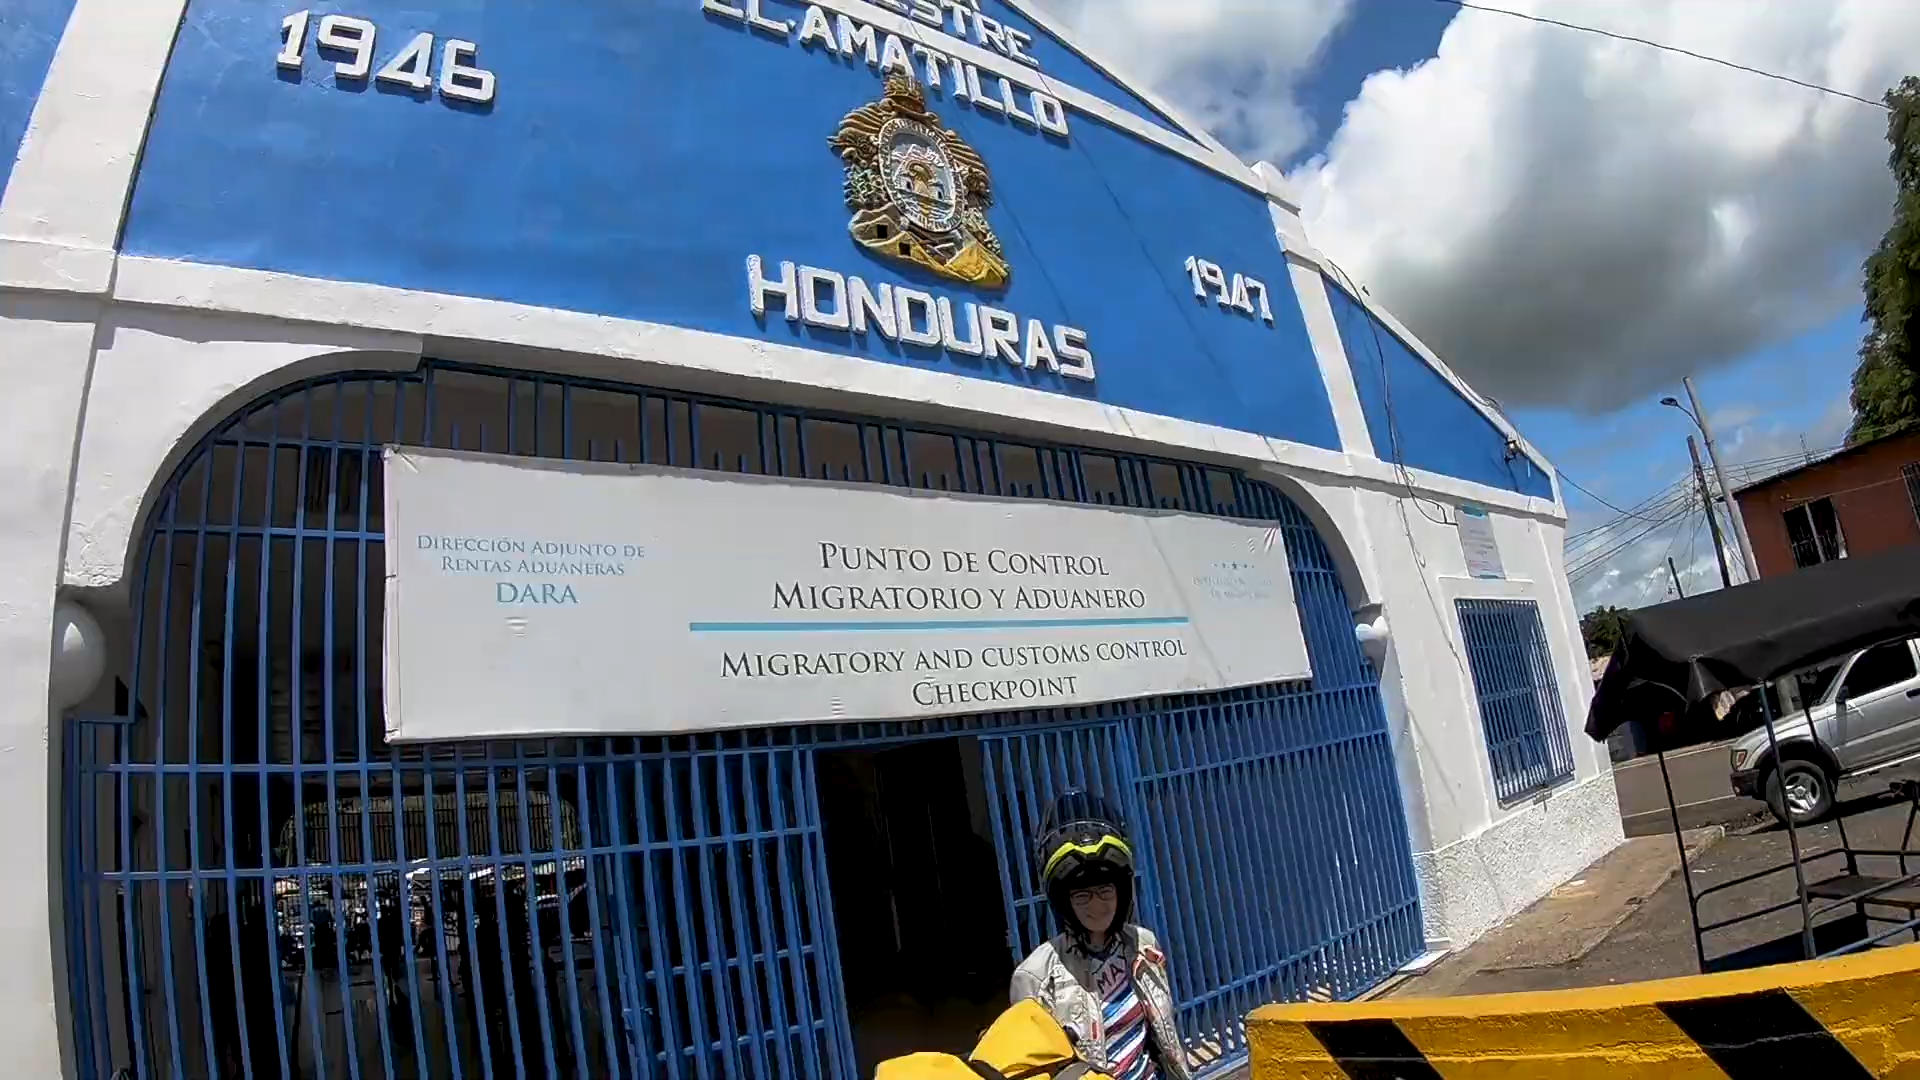 1946
EL AMATILLO
HONDURAS
1947
DIRECCIÓN ADJUNTO DE
RENTAS ADUANERAS
DARA
PUNTO DE CONTROL
MIGRATORIO Y ADUANERO
MIGRATORY AND CUSTOMS CONTROL
CHECKPOINT
MAY